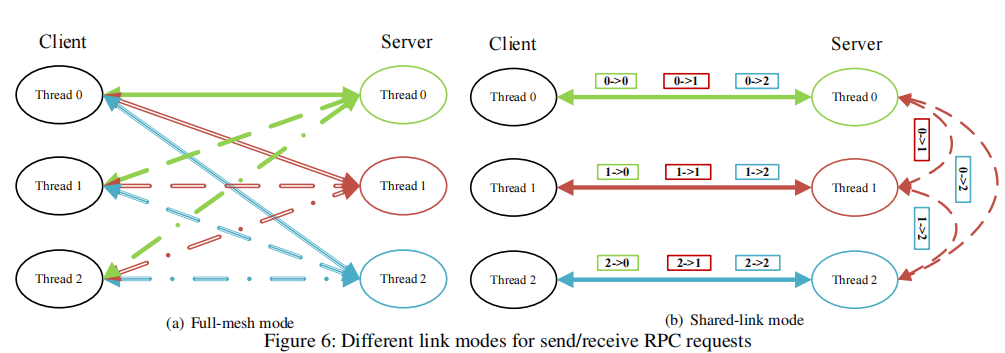 Client
Server
Thread 0
Thread 0
Thread 1
Thread 1
Thread 2
Thread 2
(a) Full-mesh mode
Client
Server
Thread 0
0->0
0->1
0->2
Thread 0
Thread 1
1->0
1->1
1->2
Thread 1
Thread 2
2->0
2->1
2->2
Thread 2
0->1
0->2
1->2
(b) Shared-link mode
Figure 6: Different link modes for send/receive RPC requests